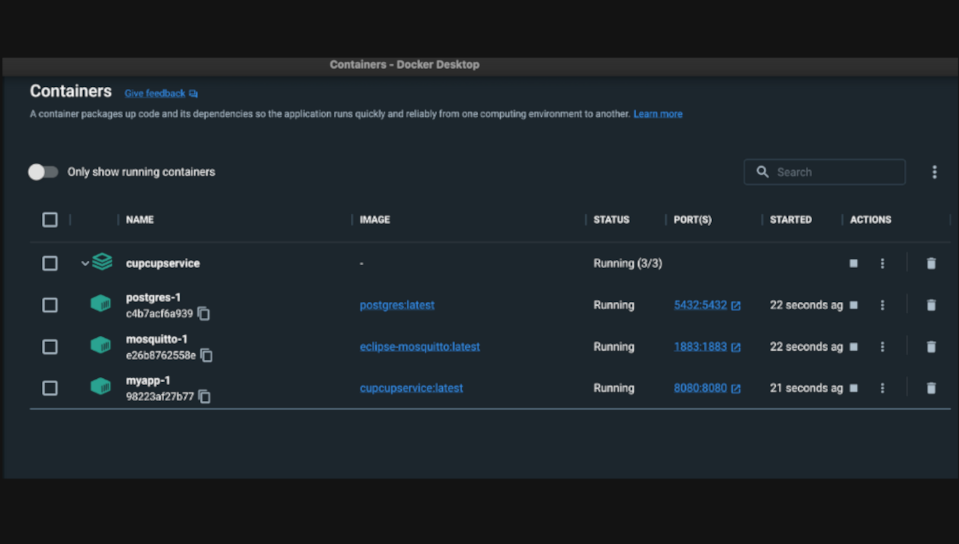 Containers - Docker Desktop
Containers Give feedback
A container packages up code and its dependencies so the application runs quickly and reliably from one computing environment to another. Learn more
Only show running containers
Search
NAME IMAGE STATUS PORT(S) STARTED ACTIONS
cupcupservice - Running (3/3)
postgres-1
c4b7acf6a939
postgres:latest Running 5432:5432 22 seconds ag
mosquitto-1
e26b8762558e
eclipse-mosquitto:latest Running 1883:1883 22 seconds ag
myapp-1
98223af27b77
cupcupservice:latest Running 8080:8080 21 seconds ag